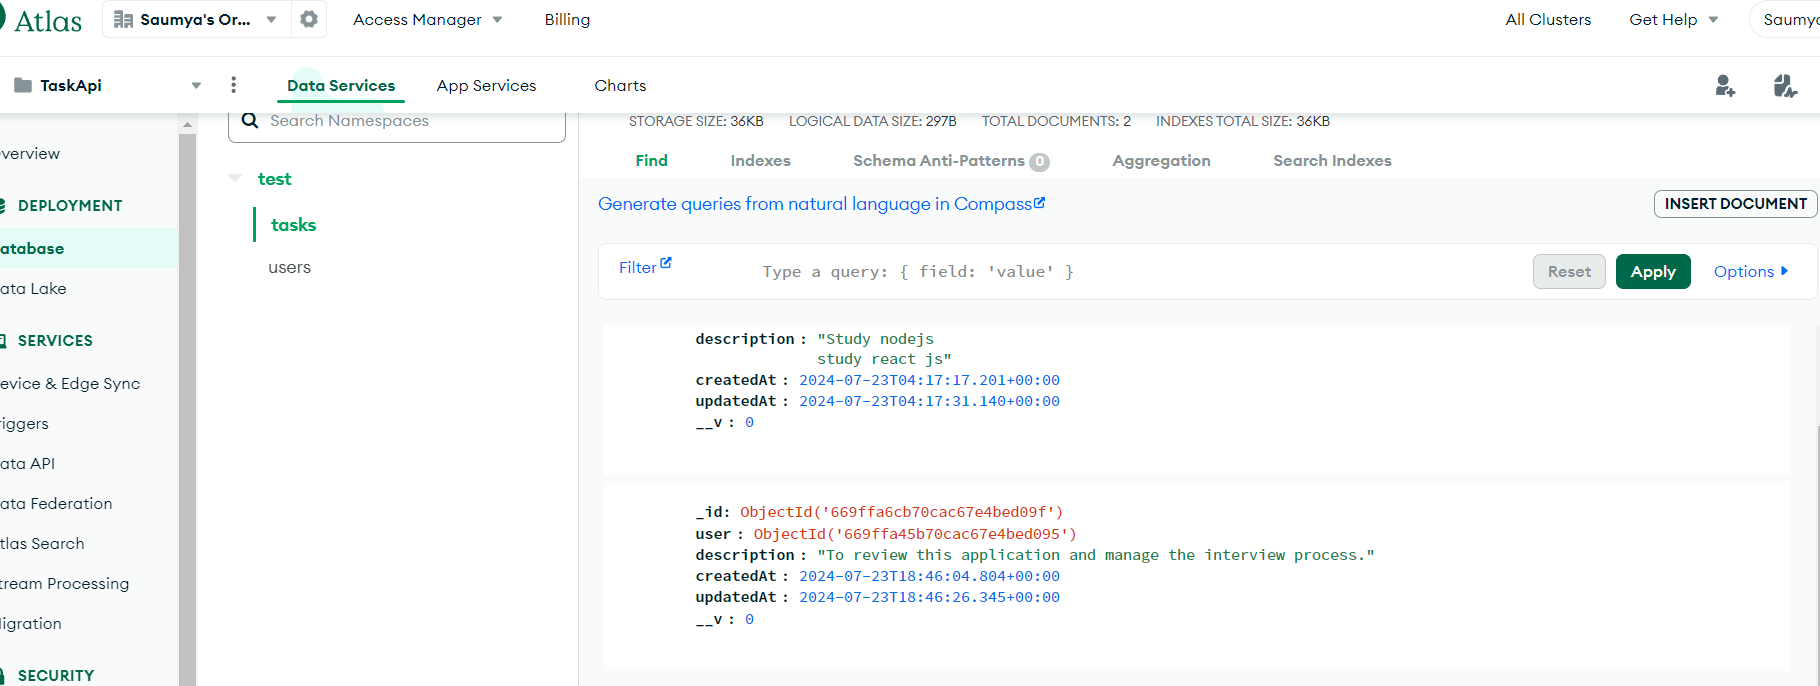 Atlas
Saumya's Or...
Access Manager
Billing
All Clusters
Get Help
Saumya
TaskApi
Data Services
App Services
Charts
verview
DEPLOYMENT
atabase
ata Lake
SERVICES
evice & Edge Sync
riggers
ata API
ata Federation
tlas Search
tream Processing
igration
SECURITY
Search Namespaces
test
tasks
users
STORAGE SIZE: 36KB LOGICAL DATA SIZE: 297B TOTAL DOCUMENTS: 2 INDEXES TOTAL SIZE: 36KB
Find Indexes Schema Anti-Patterns 0 Aggregation Search Indexes
Generate queries from natural language in Compass
INSERT DOCUMENT
Filter
Type a query: { field: 'value' }
Reset
Apply
Options
description : "Study nodejs
study react js"
createdAt : 2024-07-23T04:17:17.201+00:00
updatedAt : 2024-07-23T04:17:31.140+00:00
__v : 0
_id: ObjectId('669ffa6cb70cac67e4bed09f')
user : ObjectId('669ffa45b70cac67e4bed095')
description : "To review this application and manage the interview process."
createdAt : 2024-07-23T18:46:04.804+00:00
updatedAt : 2024-07-23T18:46:26.345+00:00
__v : 0